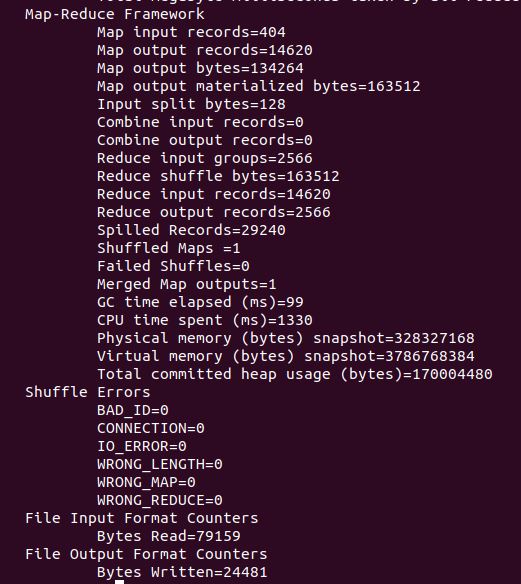 Map-Reduce Framework
Map input records=404
Map output records=14620
Map output bytes=134264
Map output materialized bytes=163512
Input split bytes=128
Combine input records=0
Combine output records=0
Reduce input groups=2566
Reduce shuffle bytes=163512
Reduce input records=14620
Reduce output records=2566
Spilled Records=29240
Shuffled Maps =1
Failed Shuffles=0
Merged Map outputs=1
GC time elapsed (ms)=99
CPU time spent (ms)=1330
Physical memory (bytes) snapshot=328327168
Virtual memory (bytes) snapshot=3786768384
Total committed heap usage (bytes)=170004480
Shuffle Errors
BAD_ID=0
CONNECTION=0
IO_ERROR=0
WRONG_LENGTH=0
WRONG_MAP=0
WRONG_REDUCE=0
File Input Format Counters
Bytes Read=79159
File Output Format Counters
Bytes Written=24481